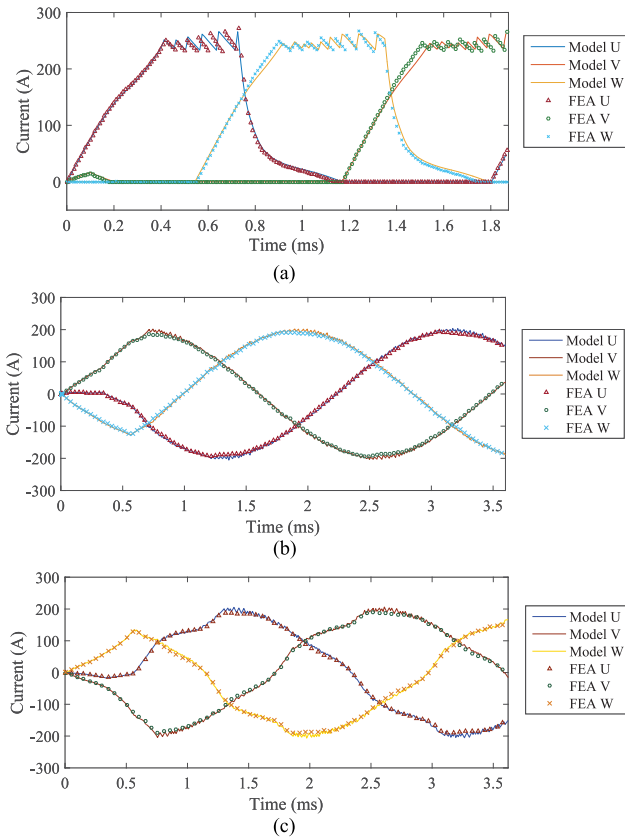 300
200
100
0
Current (A)
0 0.2 0.4 0.6 0.8 1 1.2 1.4 1.6 1.8
Time (ms)
Model U
Model V
Model W
FEA U
FEA V
FEA W
(a)
300
200
100
0
-100
-200
-300
Current (A)
0 0.5 1 1.5 2 2.5 3 3.5
Time (ms)
Model U
Model V
Model W
FEA U
FEA V
FEA W
(b)
300
200
100
0
-100
-200
-300
Current (A)
0 0.5 1 1.5 2 2.5 3 3.5
Time (ms)
Model U
Model V
Model W
FEA U
FEA V
FEA W
(c)